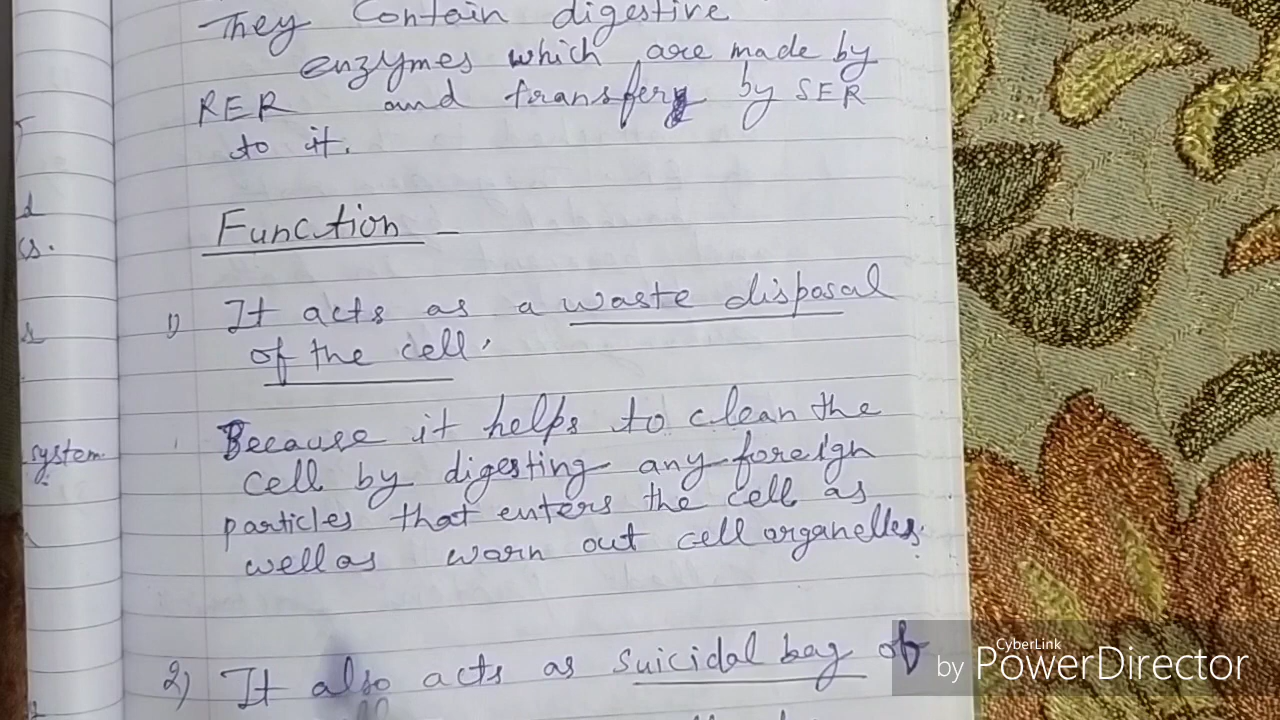 They contain digestive
enzymes which are made by
RER and transfer by SER
to it.
Function -
1) It acts as a waste disposal
of the cell.
Because it helps to clean the
cell by digesting any foreign
particles that enters the cell as
well as worn out cell organelles.
system.
2) It also acts as suicidal bag of
CyberLink
by PowerDirector